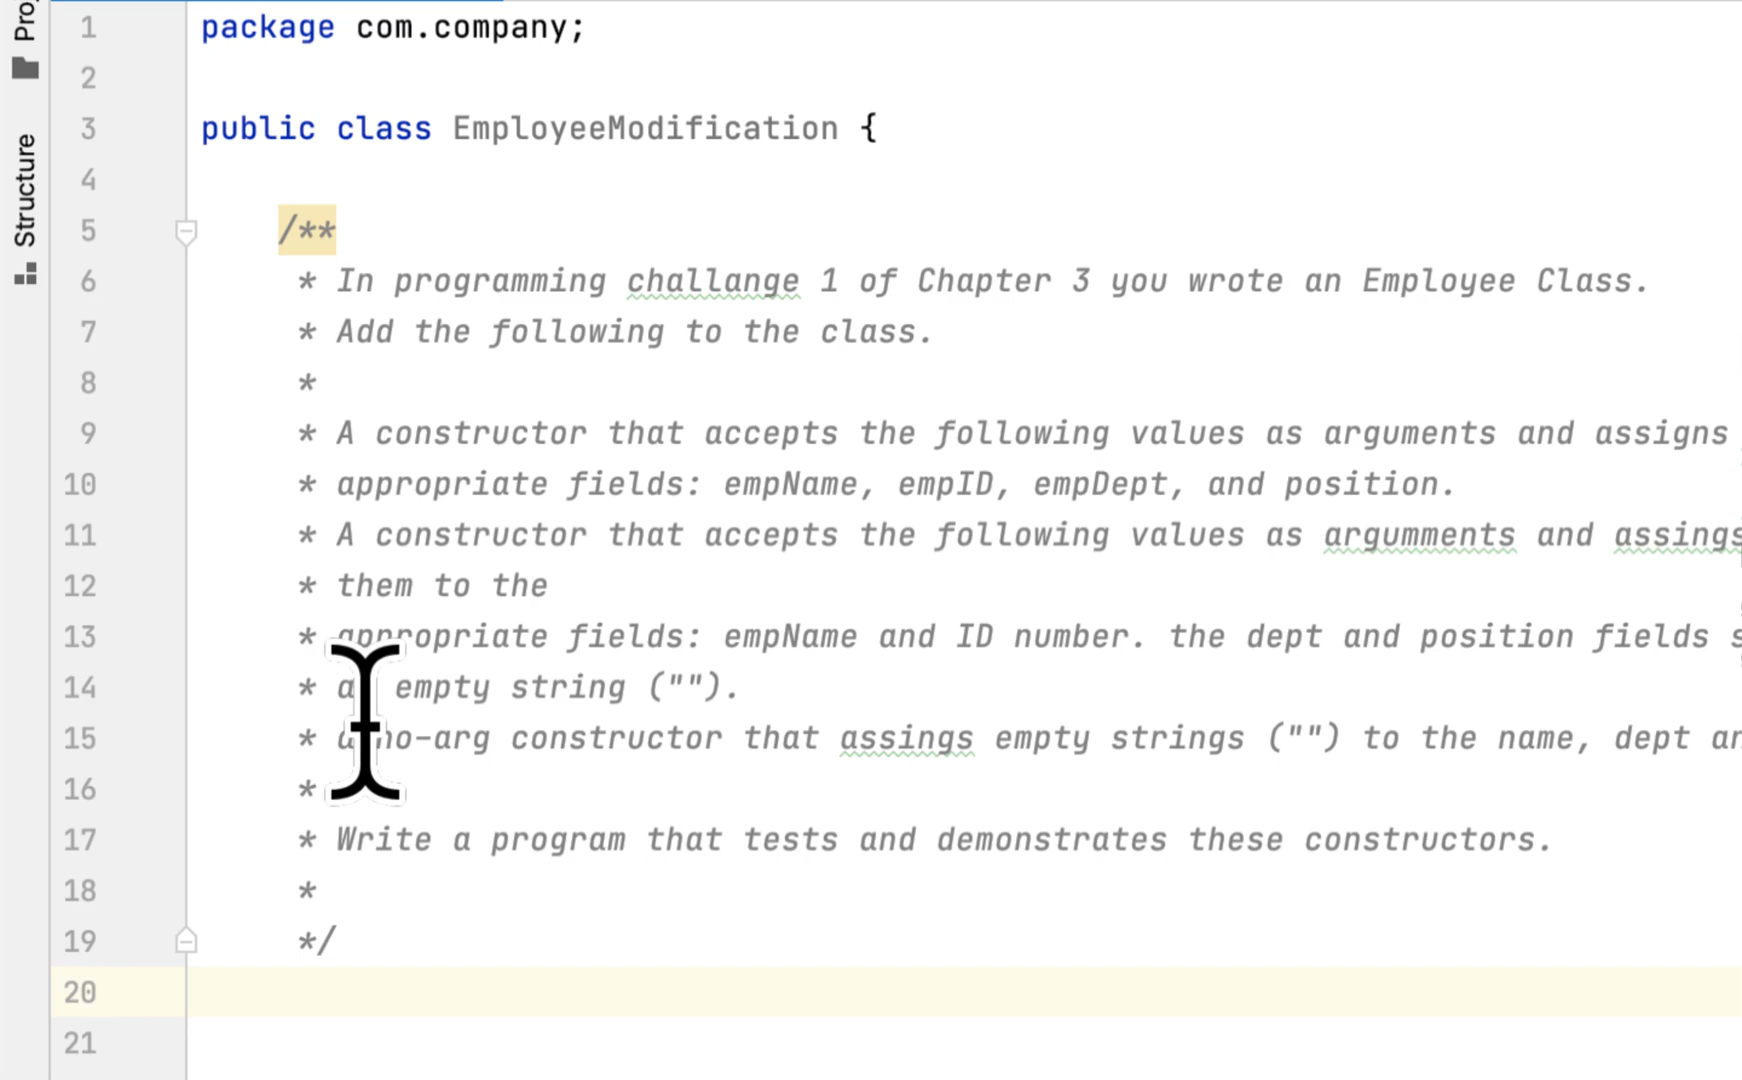 Structure
1 package com.company;
2
3 public class EmployeeModification {
4
5 /**
6 * In programming challange 1 of Chapter 3 you wrote an Employee Class.
7 * Add the following to the class.
8 *
9 * A constructor that accepts the following values as arguments and assigns
10 * appropriate fields: empName, empID, empDept, and position.
11 * A constructor that accepts the following values as argumments and assings
12 * them to the
13 * appropriate fields: empName and ID number. the dept and position fields
14 * empty string ("").
15 * no-arg constructor that assings empty strings ("") to the name, dept
16 *
17 * Write a program that tests and demonstrates these constructors.
18 *
19 */
20
21